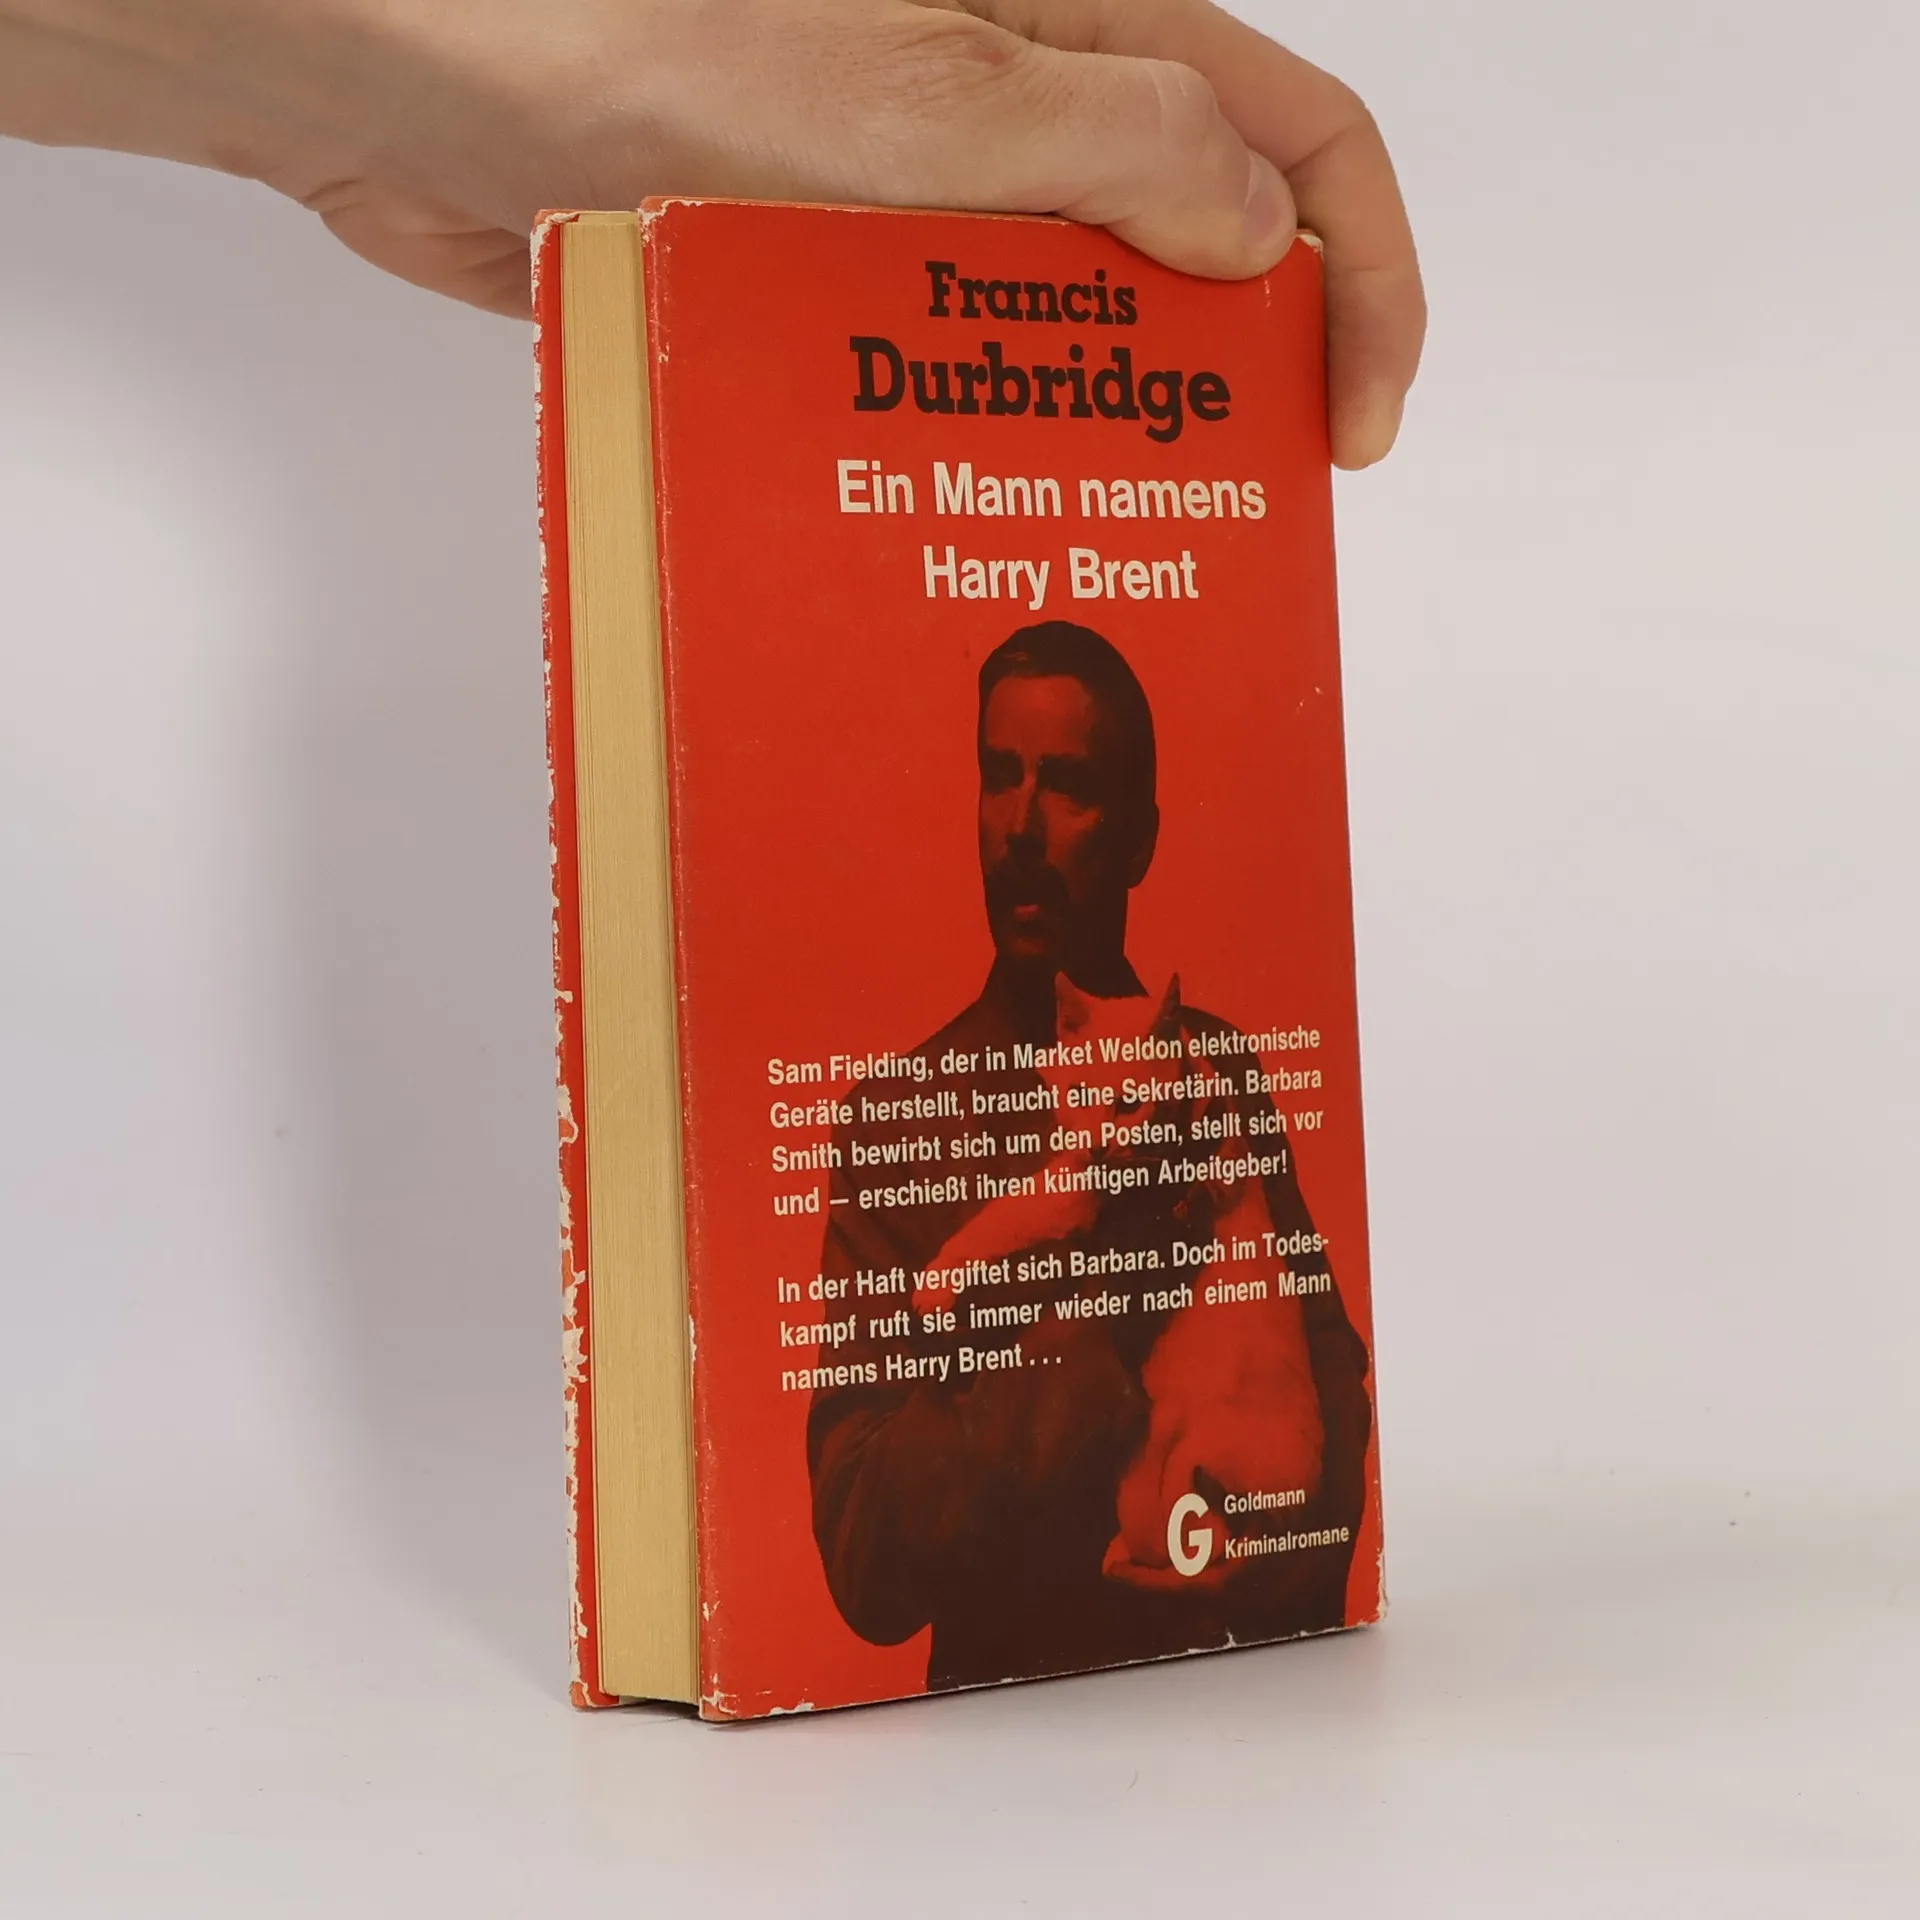 Francis
Durbridge
Ein Mann namens
Harry Brent
Sam Fielding, der in Market Weldon elektronische
Geräte herstellt, braucht eine Sekretärin. Barbara
Smith bewirbt sich um den Posten, stellt sich vor
und – erschießt ihren künftigen Arbeitgeber!
In der Haft vergiftet sich Barbara. Doch im Todes-
kampf ruft sie immer wieder nach einem Mann
namens Harry Brent . . .
G Goldmann
Kriminalromane